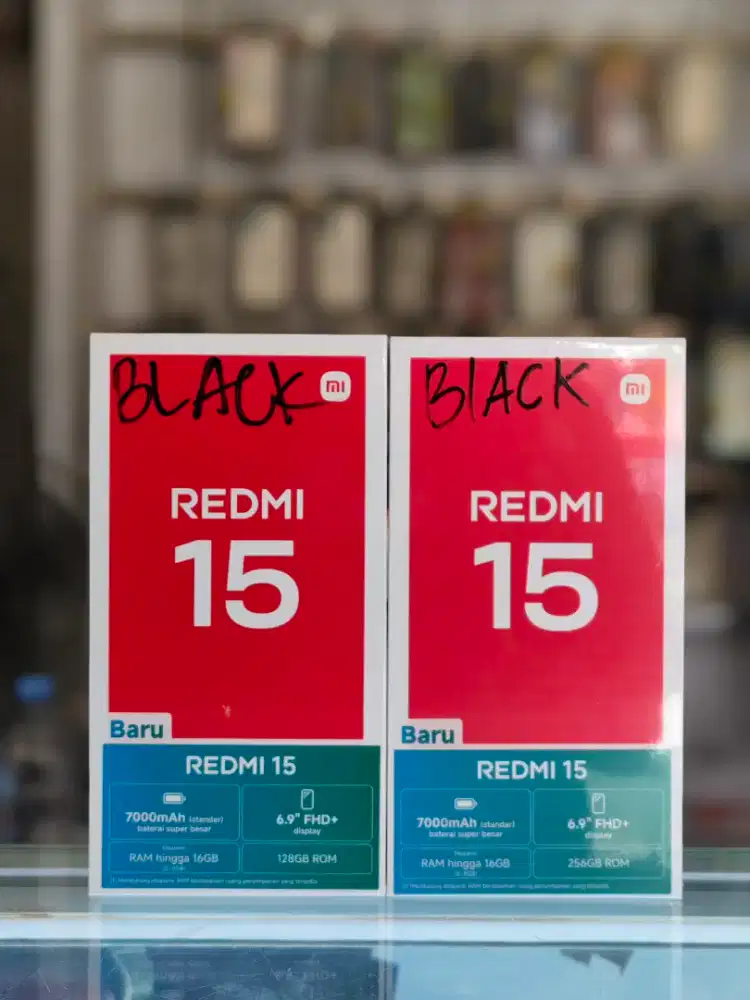 BLACK
mi
REDMI
15
Baru
REDMI 15
7000mAh (standar)
baterai super besar
6.9" FHD+
display
RAM hingga 16GB
128GB ROM
BlACK
mi
REDMI
15
Baru
REDMI 15
7000mAh (standar)
baterai super besar
6.9" FHD+
display
RAM hingga 16GB
256GB ROM